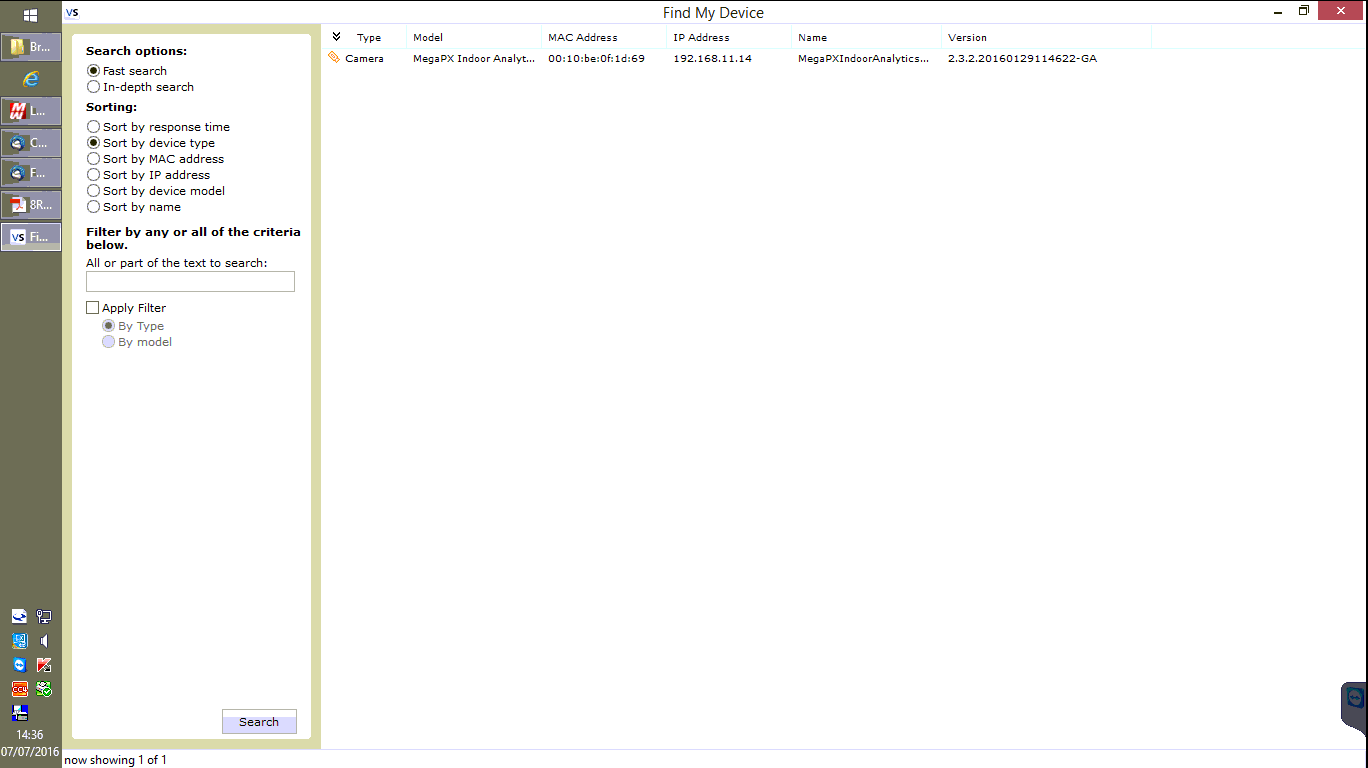 VS
Find My Device
Br...
L...
C...
F...
8R...
VS Fi...
14:36
07/07/2016
Search options:
Fast search
In-depth search
Sorting:
Sort by response time
Sort by device type
Sort by MAC address
Sort by IP address
Sort by device model
Sort by name
Filter by any or all of the criteria
below.
All or part of the text to search:
Apply Filter
By Type
By model
Search
Type Model MAC Address IP Address Name Version
Camera MegaPX Indoor Analyt... 00:10:be:0f:1d:69 192.168.11.14 MegaPXIndoorAnalytics... 2.3.2.20160129114622-GA
now showing 1 of 1